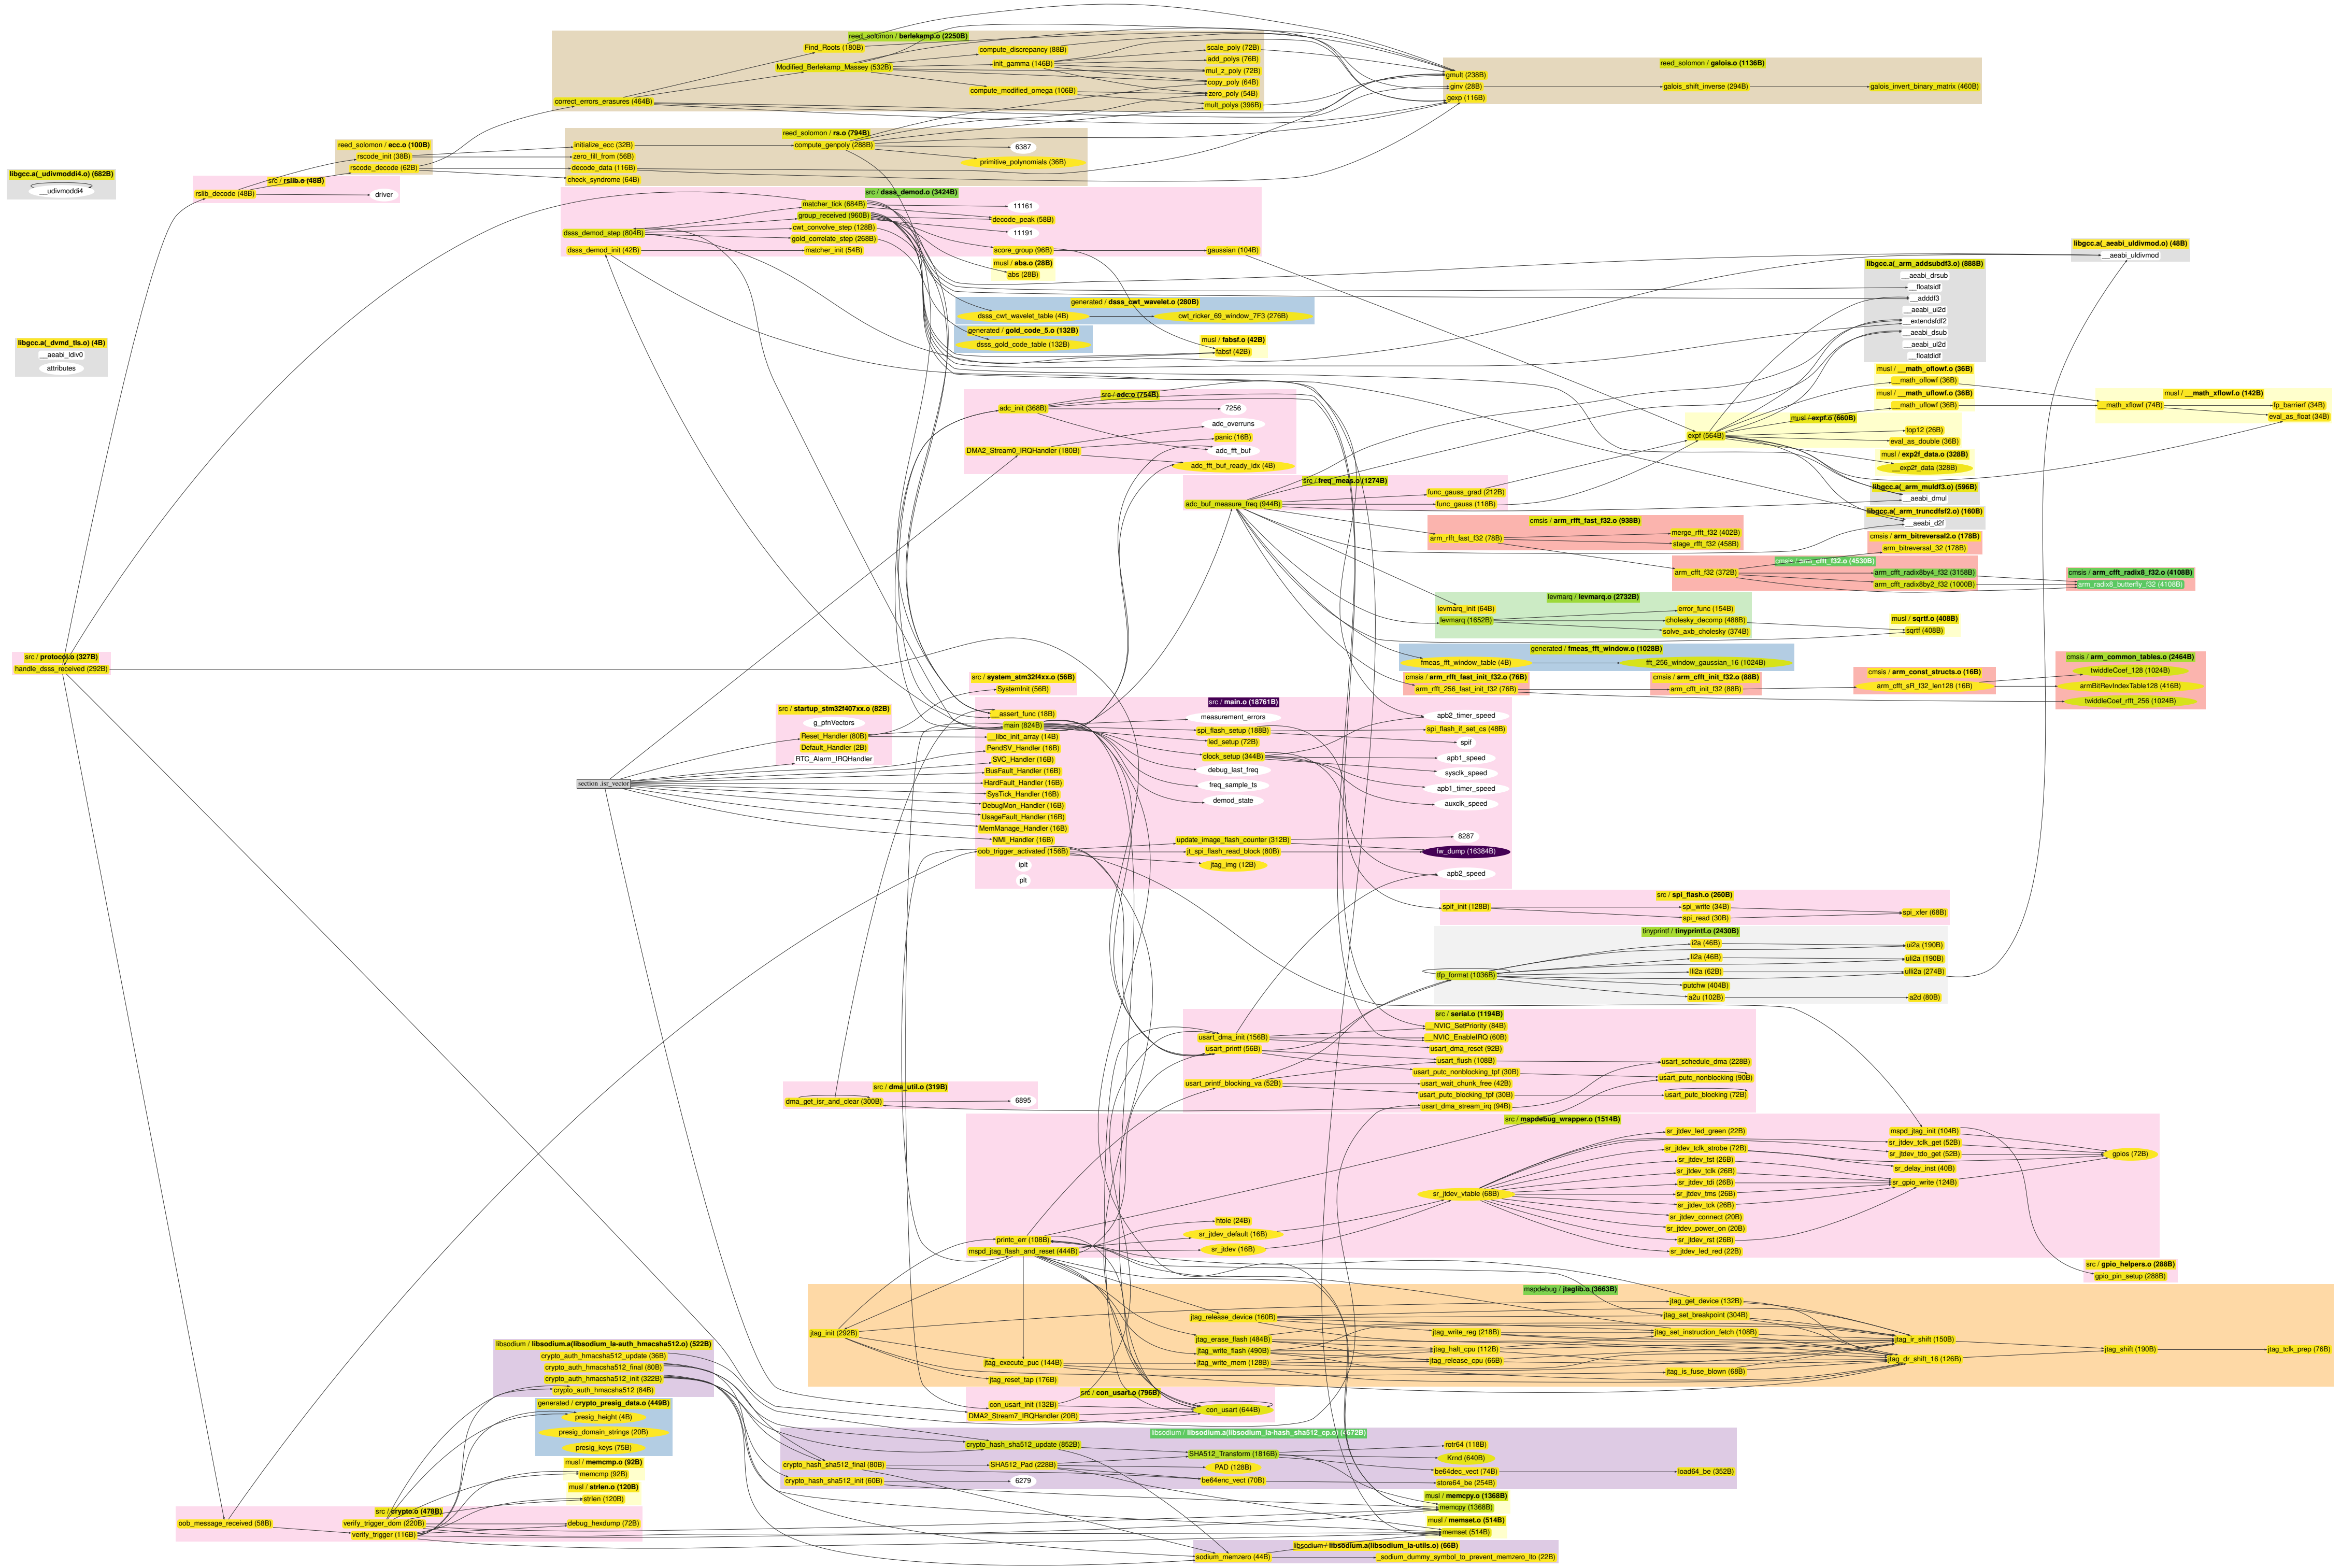 reed_solomon / berlekamp.o (2250B)
Find_Roots (180B)
compute_discrepancy (88B)
scale_poly (72B)
Modified_Berlekamp_Massey (532B)
init_gamma (146B)
add_polys (76B)
mul_z_poly (72B)
copy_poly (64B)
compute_modified_omega (106B)
zero_poly (54B)
correct_errors_erasures (464B)
mult_polys (396B)
reed_solomon / galois.o (1136B)
gmult (238B)
ginv (28B)
galois_shift_inverse (294B)
galois_invert_binary_matrix (460B)
gexp (116B)
reed_solomon / rs.o (794B)
initialize_ecc (32B)
compute_genpoly (288B)
6387
zero_fill_from (56B)
primitive_polynomials (36B)
decode_data (116B)
check_syndrome (64B)
reed_solomon / ecc.o (100B)
rscode_init (38B)
rscode_decode (62B)
libgcc.a(_udivmoddi4.o) (682B)
__udivmoddi4
src / rslib.o (48B)
rslib_decode (48B)
driver
src / dsss_demod.o (3424B)
matcher_tick (684B)
11161
group_received (960B)
decode_peak (58B)
cwt_convolve_step (128B)
11191
dsss_demod_step (804B)
gold_correlate_step (268B)
dsss_demod_init (42B)
matcher_init (54B)
score_group (96B)
gaussian (104B)
musl / abs.o (28B)
abs (28B)
generated / dsss_cwt_wavelet.o (280B)
dsss_cwt_wavelet_table (4B)
cwt_ricker_69_window_7F3 (276B)
generated / gold_code_5.o (132B)
dsss_gold_code_table (132B)
musl / fabsf.o (42B)
fabsf (42B)
libgcc.a(_dvmd_tls.o) (4B)
__aeabi_ldiv0
attributes
libgcc.a(_aeabi_uldivmod.o) (48B)
__aeabi_uldivmod
libgcc.a(_arm_addsubdf3.o) (888B)
__aeabi_drsub
__floatsidf
__adddf3
__aeabi_ui2d
__extendsfdf2
__aeabi_dsub
__aeabi_ul2d
__floatdidf
musl / __math_oflowf.o (36B)
__math_oflowf (36B)
musl / __math_uflowf.o (36B)
__math_uflowf (36B)
musl / __math_xflowf.o (142B)
__math_xflowf (74B)
fp_barrierf (34B)
eval_as_float (34B)
musl / expf.o (660B)
expf (564B)
top12 (26B)
eval_as_double (36B)
musl / exp2f_data.o (328B)
__exp2f_data (328B)
libgcc.a(_arm_muldf3.o) (596B)
__aeabi_dmul
libgcc.a(_arm_truncdfsf2.o) (160B)
__aeabi_d2f
src / adc.o (754B)
adc_init (368B)
7256
adc_overruns
panic (16B)
DMA2_Stream0_IRQHandler (180B)
adc_fft_buf
adc_fft_buf_ready_idx (4B)
src / freq_meas.o (1274B)
func_gauss_grad (212B)
adc_buf_measure_freq (944B)
func_gauss (118B)
cmsis / arm_rfft_fast_f32.o (938B)
arm_rfft_fast_f32 (78B)
merge_rfft_f32 (402B)
stage_rfft_f32 (458B)
cmsis / arm_bitreversal2.o (178B)
arm_bitreversal_32 (178B)
cmsis / arm_cfft_f32.o (4530B)
arm_cfft_f32 (372B)
arm_cfft_radix8by4_f32 (3158B)
arm_cfft_radix8by2_f32 (1000B)
cmsis / arm_cfft_radix8_f32.o (4108B)
arm_radix8_butterfly_f32 (4108B)
levmarq / levmarq.o (2732B)
levmarq_init (64B)
error_func (154B)
levmarq (1652B)
cholesky_decomp (488B)
solve_axb_cholesky (374B)
musl / sqrtf.o (408B)
sqrtf (408B)
generated / fmeas_fft_window.o (1028B)
fmeas_fft_window_table (4B)
fft_256_window_gaussian_16 (1024B)
cmsis / arm_rfft_fast_init_f32.o (76B)
arm_rfft_256_fast_init_f32 (76B)
cmsis / arm_cfft_init_f32.o (88B)
arm_cfft_init_f32 (88B)
cmsis / arm_const_structs.o (16B)
arm_cfft_sR_f32_len128 (16B)
cmsis / arm_common_tables.o (2464B)
twiddleCoef_128 (1024B)
armBitRevIndexTable128 (416B)
twiddleCoef_rfft_256 (1024B)
src / protocol.o (327B)
handle_dsss_received (292B)
src / system_stm32f4xx.o (56B)
SystemInit (56B)
src / startup_stm32f407xx.o (82B)
g_pfnVectors
Reset_Handler (80B)
Default_Handler (2B)
RTC_Alarm_IRQHandler
section .isr_vector
src / main.o (18761B)
__assert_func (18B)
main (824B)
__libc_init_array (14B)
PendSV_Handler (16B)
SVC_Handler (16B)
BusFault_Handler (16B)
HardFault_Handler (16B)
SysTick_Handler (16B)
DebugMon_Handler (16B)
UsageFault_Handler (16B)
MemManage_Handler (16B)
NMI_Handler (16B)
oob_trigger_activated (156B)
iplt
plt
measurement_errors
spi_flash_setup (188B)
led_setup (72B)
clock_setup (344B)
debug_last_freq
freq_sample_ts
demod_state
update_image_flash_counter (312B)
jt_spi_flash_read_block (80B)
jtag_img (12B)
apb2_timer_speed
spi_flash_if_set_cs (48B)
spif
apb1_speed
sysclk_speed
apb1_timer_speed
auxclk_speed
8287
fw_dump (16384B)
apb2_speed
src / spi_flash.o (260B)
spif_init (128B)
spi_write (34B)
spi_read (30B)
spi_xfer (68B)
tinyprintf / tinyprintf.o (2430B)
tfp_format (1036B)
i2a (46B)
ui2a (190B)
li2a (46B)
uli2a (190B)
lli2a (62B)
ulli2a (274B)
putchw (404B)
a2u (102B)
a2d (80B)
src / serial.o (1194B)
usart_dma_init (156B)
usart_printf (56B)
usart_printf_blocking_va (52B)
__NVIC_SetPriority (84B)
__NVIC_EnableIRQ (60B)
usart_dma_reset (92B)
usart_flush (108B)
usart_putc_nonblocking_tpf (30B)
usart_wait_chunk_free (42B)
usart_putc_blocking_tpf (30B)
usart_dma_stream_irq (94B)
usart_schedule_dma (228B)
usart_putc_nonblocking (90B)
usart_putc_blocking (72B)
src / dma_util.o (319B)
dma_get_isr_and_clear (300B)
6895
src / mspdebug_wrapper.o (1514B)
sr_jtdev_led_green (22B)
mspd_jtag_init (104B)
sr_jtdev_tclk_strobe (72B)
sr_jtdev_tclk_get (52B)
sr_jtdev_tst (26B)
sr_jtdev_tdo_get (52B)
gpios (72B)
sr_jtdev_tclk (26B)
sr_delay_inst (40B)
sr_jtdev_tdi (26B)
sr_gpio_write (124B)
sr_jtdev_vtable (68B)
sr_jtdev_tms (26B)
sr_jtdev_tck (26B)
sr_jtdev_connect (20B)
sr_jtdev_power_on (20B)
sr_jtdev_rst (26B)
sr_jtdev_led_red (22B)
htole (24B)
sr_jtdev_default (16B)
sr_jtdev (16B)
printc_err (108B)
mspd_jtag_flash_and_reset (444B)
src / gpio_helpers.o (288B)
gpio_pin_setup (288B)
mspdebug / jtaglib.o (3663B)
jtag_get_device (132B)
jtag_release_device (160B)
jtag_set_breakpoint (304B)
jtag_init (292B)
jtag_write_reg (218B)
jtag_set_instruction_fetch (108B)
jtag_erase_flash (484B)
jtag_ir_shift (150B)
jtag_write_flash (490B)
jtag_halt_cpu (112B)
jtag_shift (190B)
jtag_tclk_prep (76B)
jtag_execute_puc (144B)
jtag_write_mem (128B)
jtag_release_cpu (66B)
jtag_dr_shift_16 (126B)
jtag_is_fuse_blown (68B)
jtag_reset_tap (176B)
src / con_usart.o (796B)
con_usart_init (132B)
DMA2_Stream7_IRQHandler (20B)
con_usart (644B)
libsodium / libsodium.a(libsodium_la-auth_hmacsha512.o) (522B)
crypto_auth_hmacsha512_update (36B)
crypto_auth_hmacsha512_final (80B)
crypto_auth_hmacsha512_init (322B)
crypto_auth_hmacsha512 (84B)
generated / crypto_presig_data.o (449B)
presig_height (4B)
presig_domain_strings (20B)
presig_keys (75B)
musl / memcmp.o (92B)
memcmp (92B)
musl / strlen.o (120B)
strlen (120B)
src / crypto.o (478B)
oob_message_received (58B)
verify_trigger_dom (220B)
verify_trigger (116B)
debug_hexdump (72B)
libsodium / libsodium.a(libsodium_la-hash_sha512_cp.o) (4672B)
crypto_hash_sha512_update (852B)
crypto_hash_sha512_final (80B)
crypto_hash_sha512_init (60B)
SHA512_Pad (228B)
6279
SHA512_Transform (1816B)
PAD (128B)
be64enc_vect (70B)
rotr64 (118B)
Krnd (640B)
be64dec_vect (74B)
load64_be (352B)
store64_be (254B)
musl / memcpy.o (1368B)
memcpy (1368B)
musl / memset.o (514B)
memset (514B)
libsodium / libsodium.a(libsodium_la-utils.o) (66B)
sodium_memzero (44B)
_sodium_dummy_symbol_to_prevent_memzero_lto (22B)